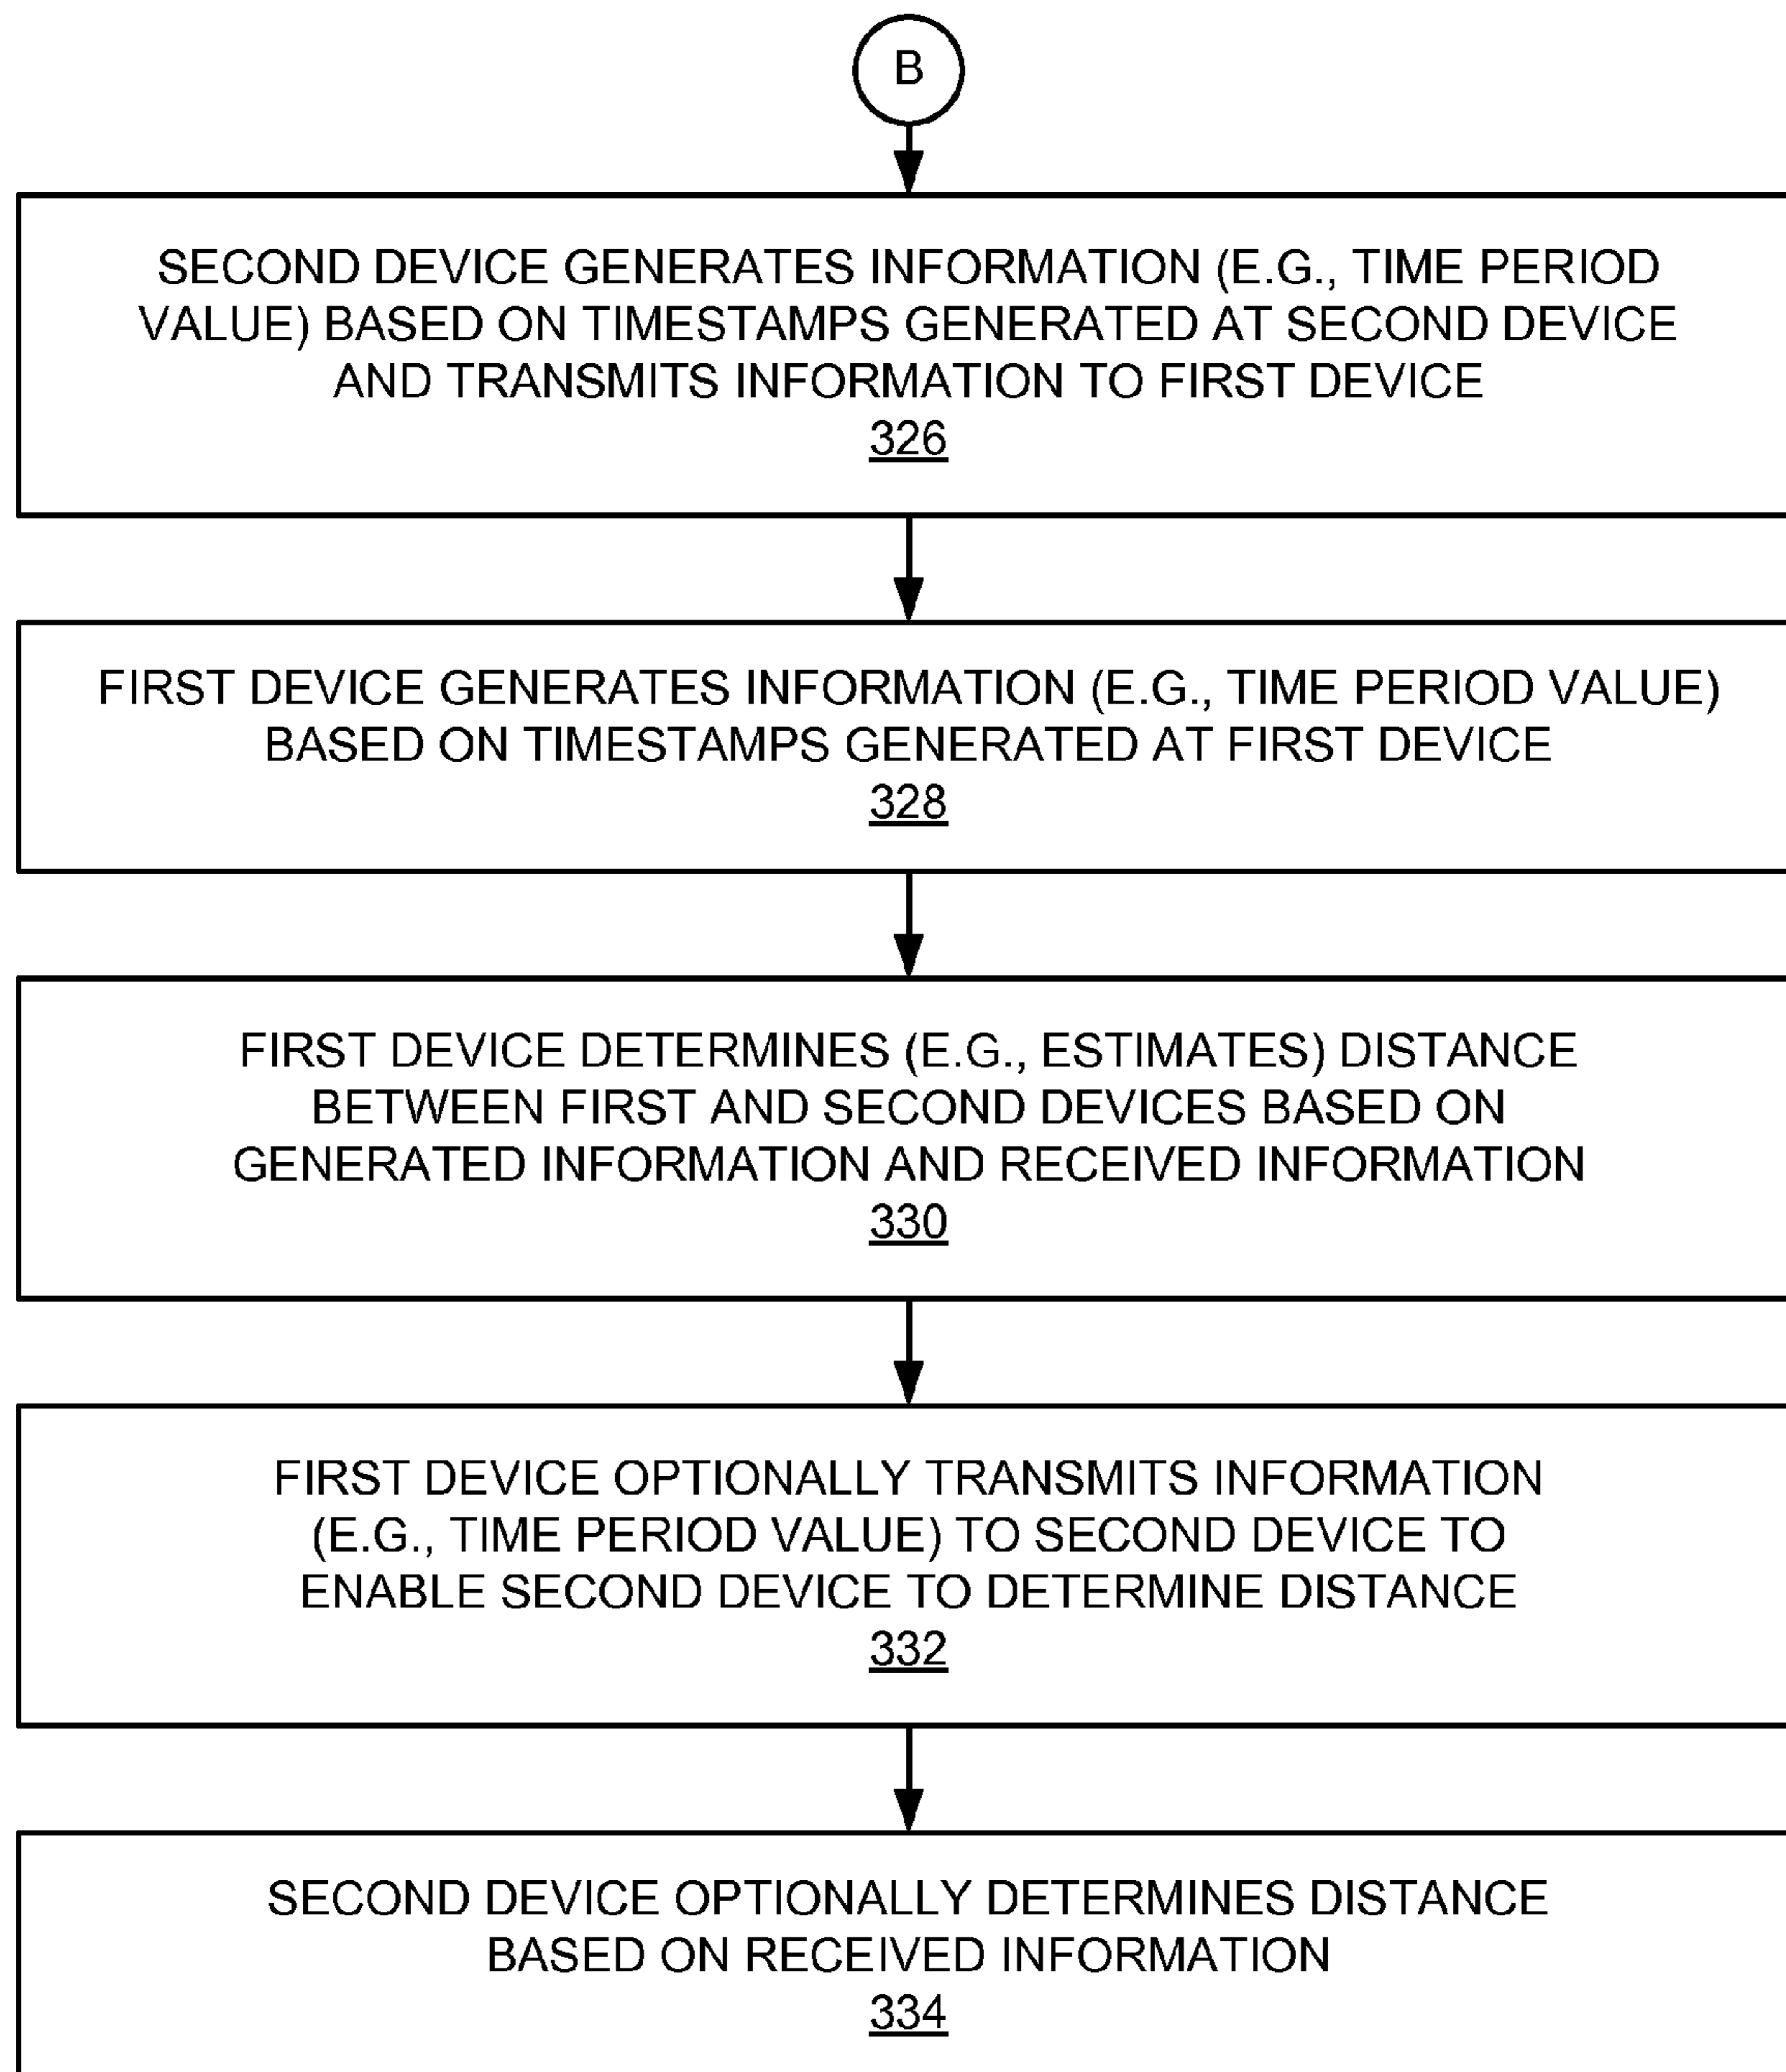 B
SECOND DEVICE GENERATES INFORMATION (E.G., TIME PERIOD
VALUE) BASED ON TIMESTAMPS GENERATED AT SECOND DEVICE
AND TRANSMITS INFORMATION TO FIRST DEVICE
326
FIRST DEVICE GENERATES INFORMATION (E.G., TIME PERIOD VALUE)
BASED ON TIMESTAMPS GENERATED AT FIRST DEVICE
328
FIRST DEVICE DETERMINES (E.G., ESTIMATES) DISTANCE
BETWEEN FIRST AND SECOND DEVICES BASED ON
GENERATED INFORMATION AND RECEIVED INFORMATION
330
FIRST DEVICE OPTIONALLY TRANSMITS INFORMATION
(E.G., TIME PERIOD VALUE) TO SECOND DEVICE TO
ENABLE SECOND DEVICE TO DETERMINE DISTANCE
332
SECOND DEVICE OPTIONALLY DETERMINES DISTANCE
BASED ON RECEIVED INFORMATION
334